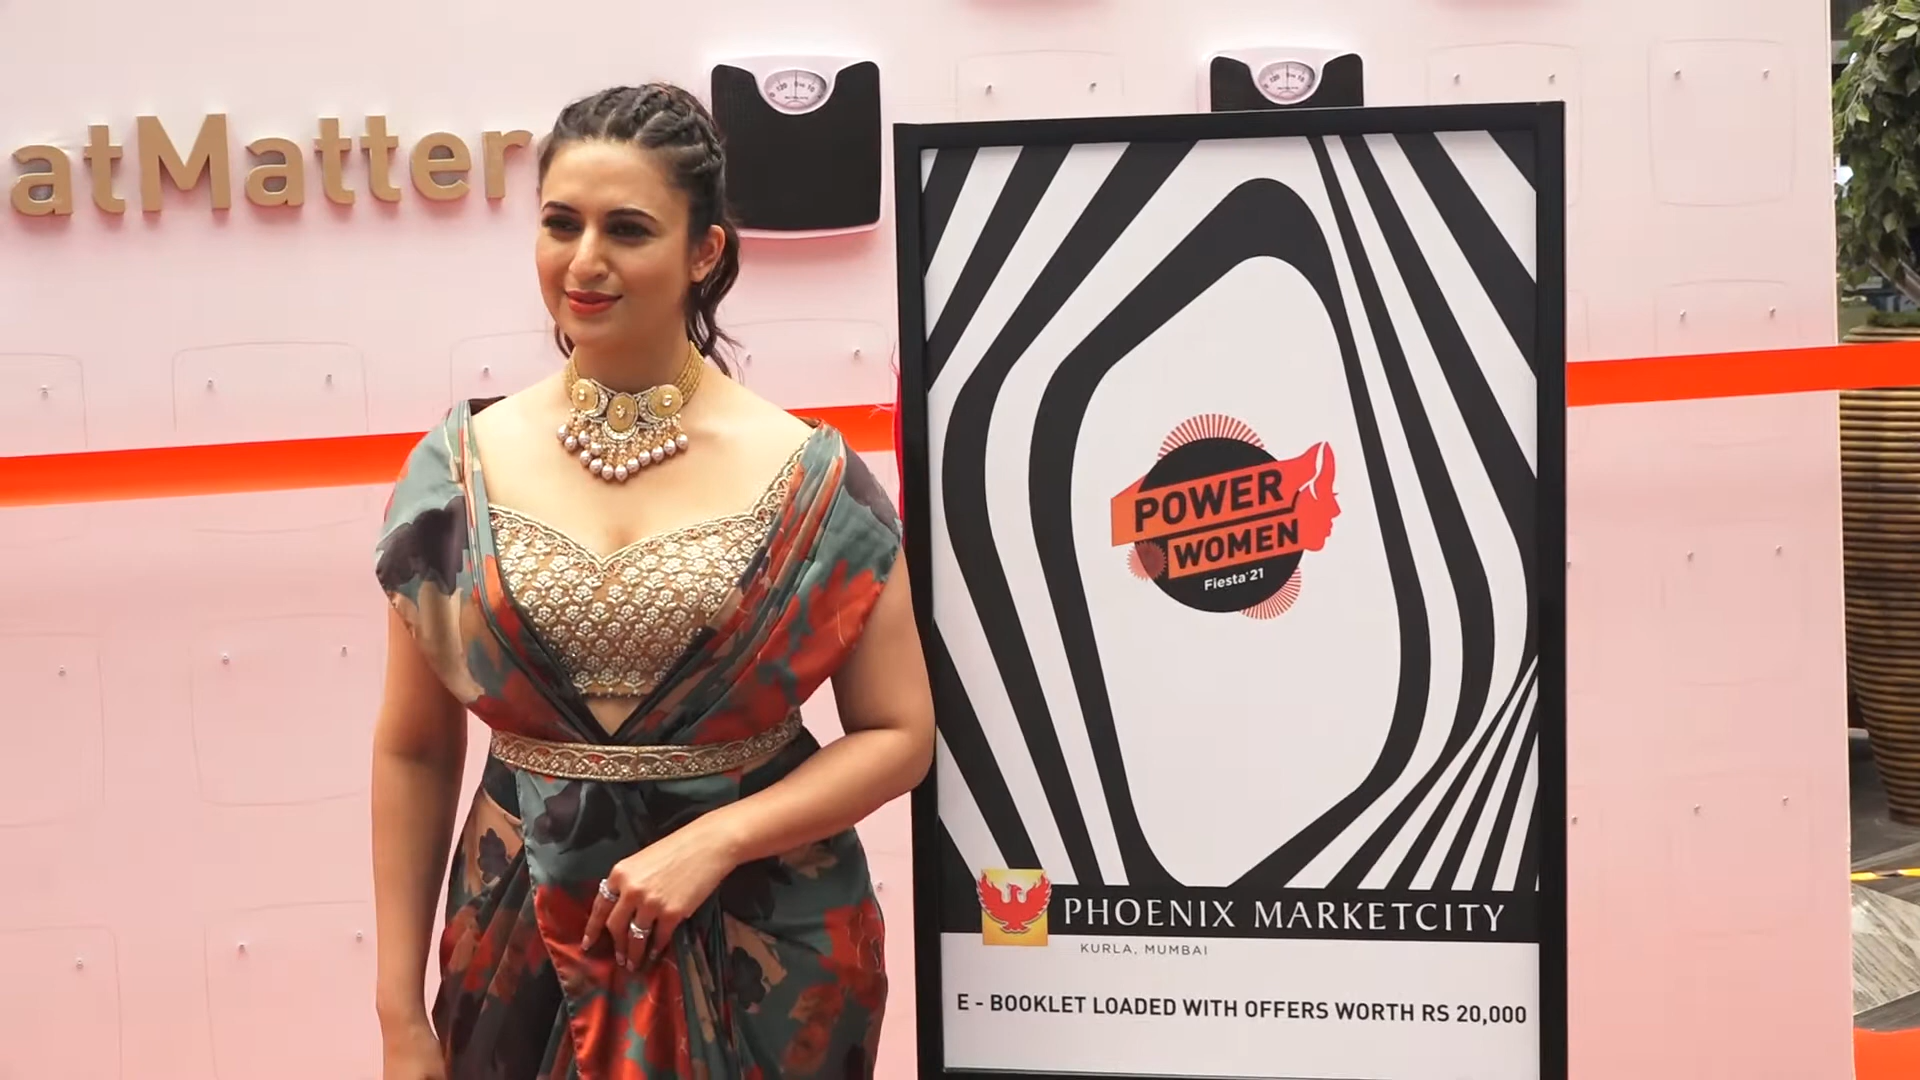 atMatter
POWER
WOMEN
Fiesta'21
PHOENIX MARKETCITY
KURLA, MUMBAI
E - BOOKLET LOADED WITH OFFERS WORTH RS 20,000